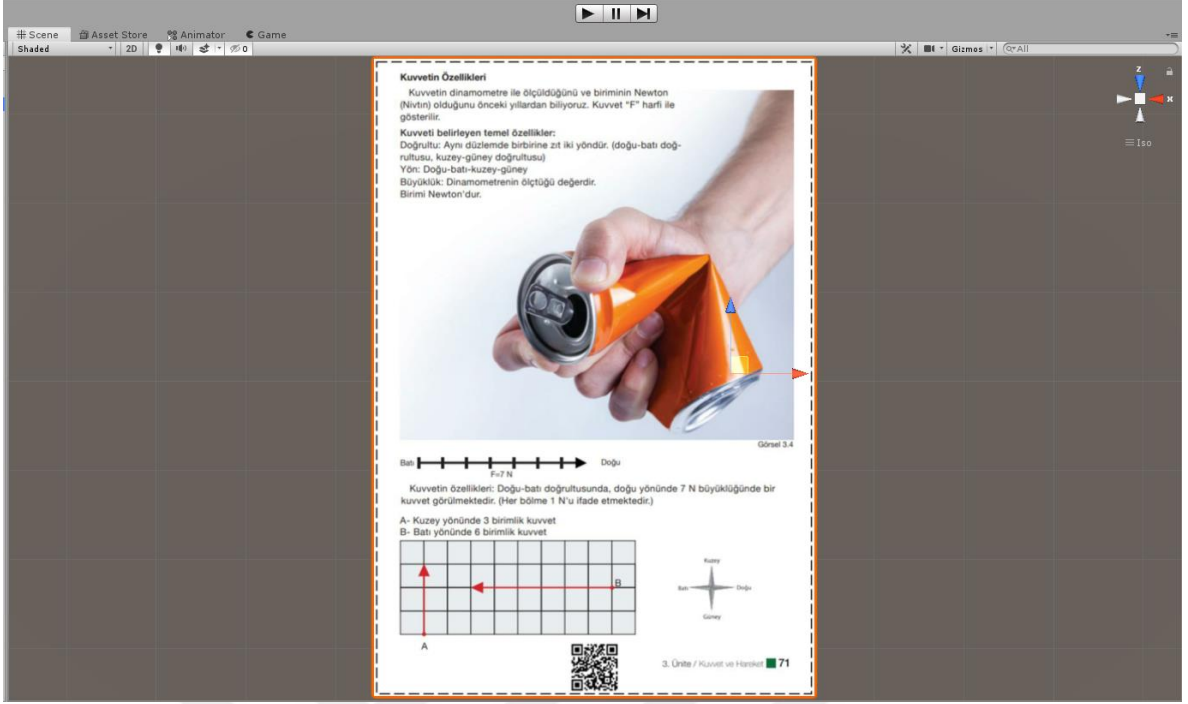 Scene Asset Store Animator Game
Shaded 2D 0 Gizmos All
z
x
Iso
Kuvvetin Özellikleri
Kuvvetin dinamometre ile ölçüldüğünü ve biriminin Newton
(Nivtın) olduğunu önceki yıllardan biliyoruz. Kuvvet “F” harfi ile
gösterilir.
Kuvveti belirleyen temel özellikler:
Doğrultu: Aynı düzlemde birbirine zıt iki yöndür. (doğu-batı doğ-
rultusu, kuzey-güney doğrultusu)
Yön: Doğu-batı-kuzey-güney
Büyüklük: Dinamometrenin ölçtüğü değerdir.
Birimi Newton’dur.
Görsel 3.4
Batı Doğu
F=7 N
Kuvvetin özellikleri: Doğu-batı doğrultusunda, doğu yönünde 7 N büyüklüğünde bir
kuvvet görülmektedir. (Her bölme 1 N’u ifade etmektedir.)
A- Kuzey yönünde 3 birimlik kuvvet
B- Batı yönünde 6 birimlik kuvvet
Kuzey
B
Batı Doğu
Güney
A
3. Ünite / Kuvvet ve Hareket 71